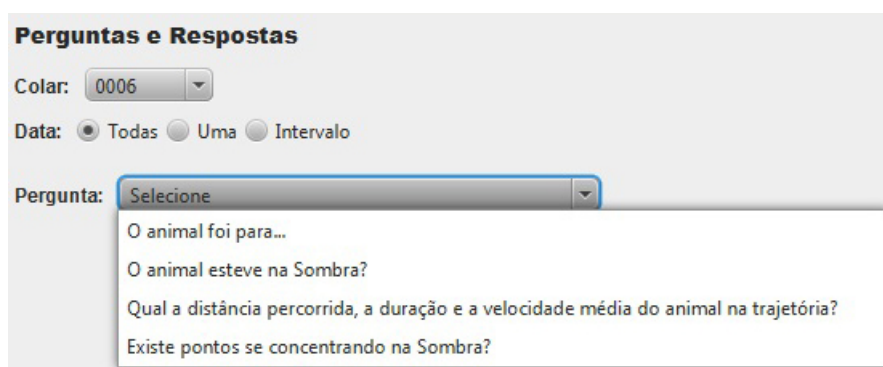 Perguntas e Respostas
Colar: 0006
Data: Todas Uma Intervalo
Pergunta: Selecione
O animal foi para...
O animal esteve na Sombra?
Qual a distância percorrida, a duração e a velocidade média do animal na trajetória?
Existe pontos se concentrando na Sombra?